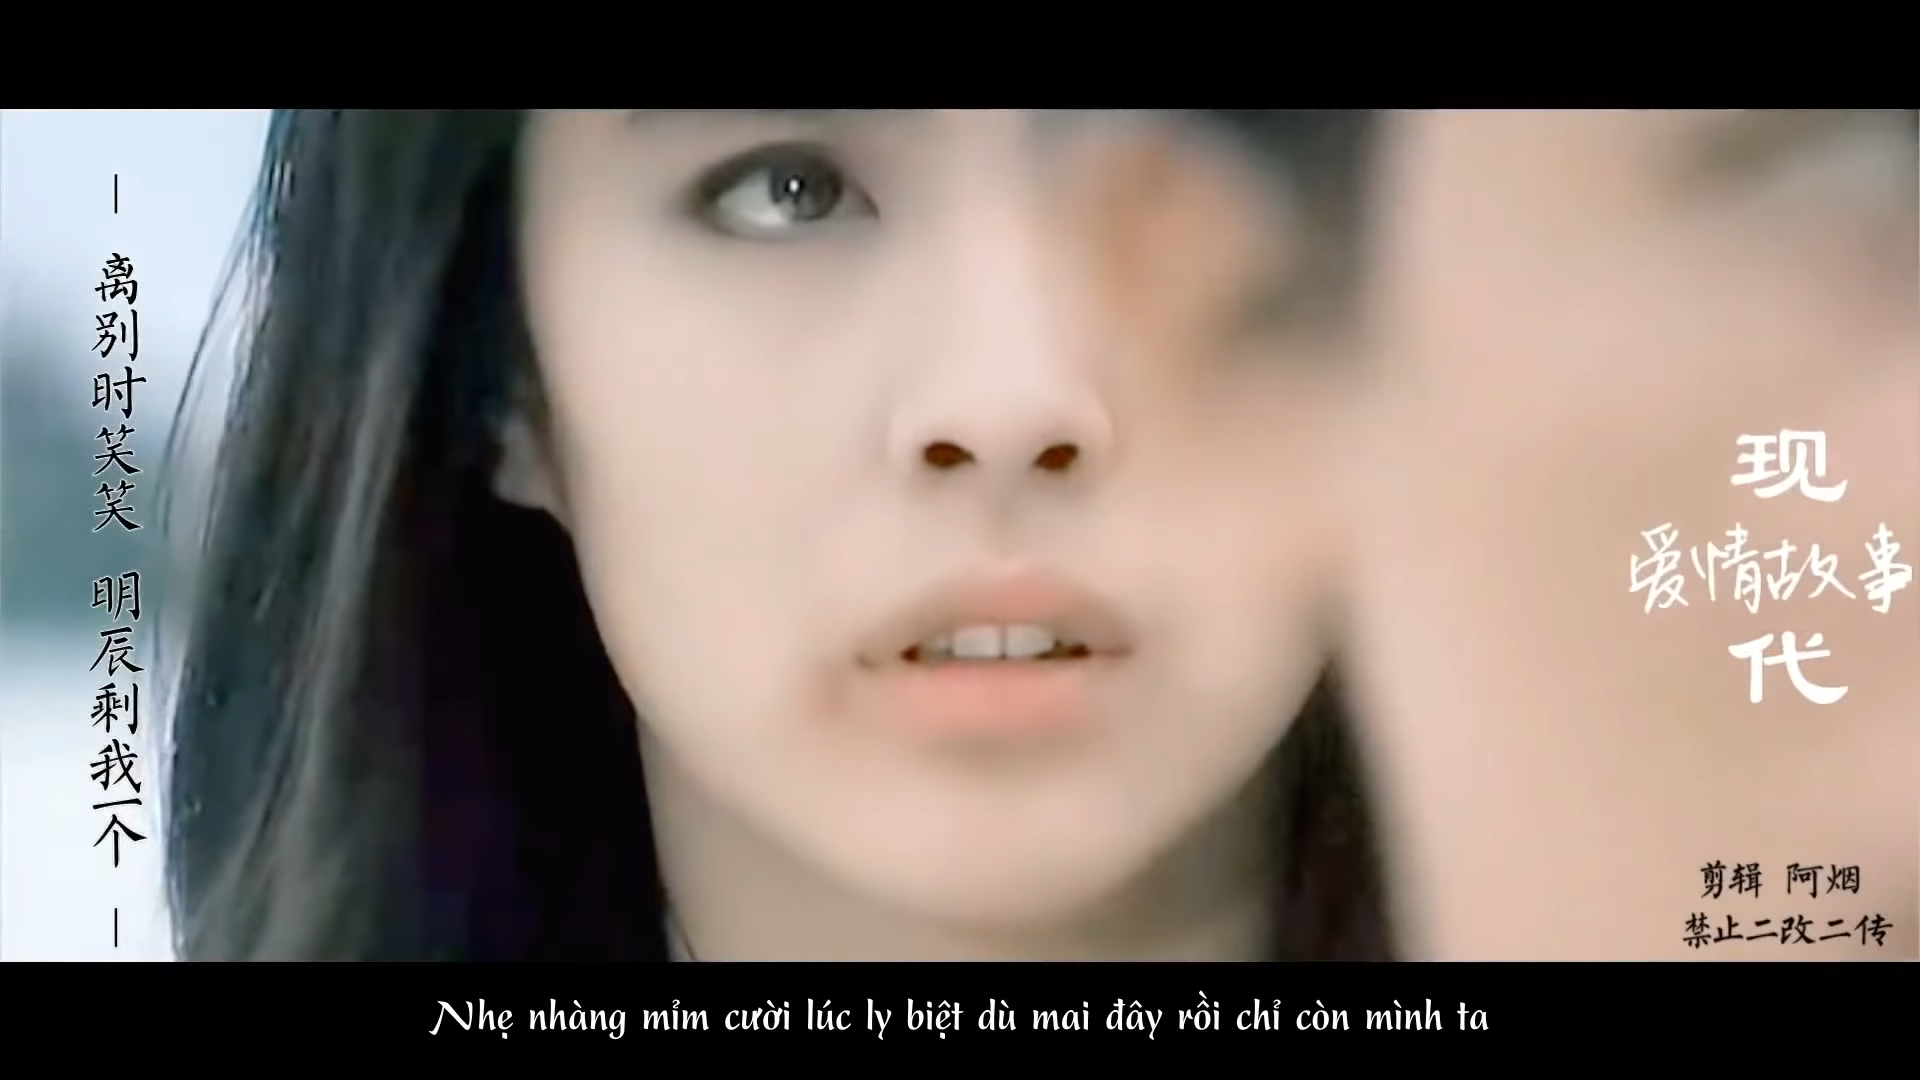 离别时笑笑 明辰剩我一个
现
爱情故事
代
剪辑 阿烟
禁止二改二传
Nhẹ nhàng mỉm cười lúc ly biệt dù mai đây rồi chỉ còn mình ta